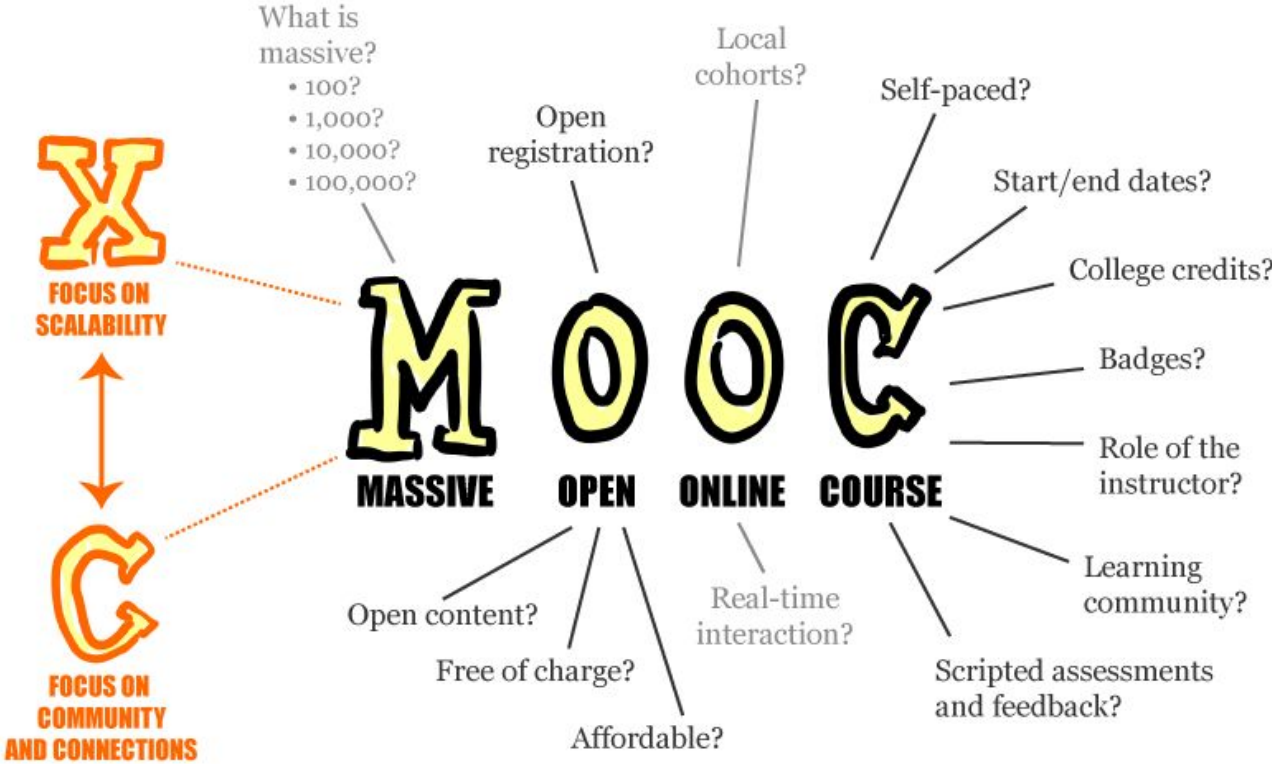 What is
massive?
• 100?
• 1,000?
• 10,000?
• 100,000?
Open
registration?
Local
cohorts?
Self-paced?
Start/end dates?
College credits?
Badges?
Role of the
instructor?
Learning
community?
Scripted assessments
and feedback?
X
FOCUS ON
SCALABILITY
C
FOCUS ON
COMMUNITY
AND CONNECTIONS
MOOC
MASSIVE OPEN ONLINE COURSE
Open content?
Free of charge?
Affordable?
Real-time
interaction?